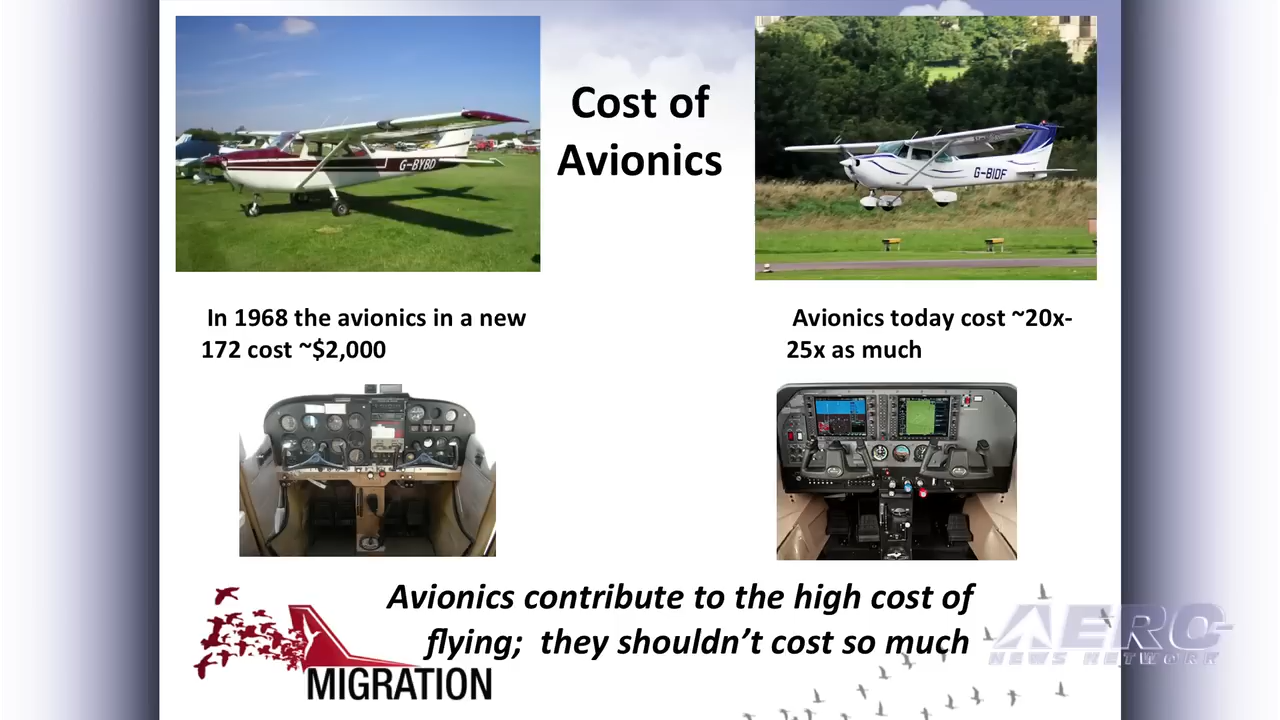 Cost of
Avionics
G-BYBD
G-BIDF
In 1968 the avionics in a new
172 cost ~$2,000
Avionics today cost ~20x-
25x as much
Avionics contribute to the high cost of
flying;  they shouldn't cost so much
MIGRATION
AERO
NEWS NETWORK